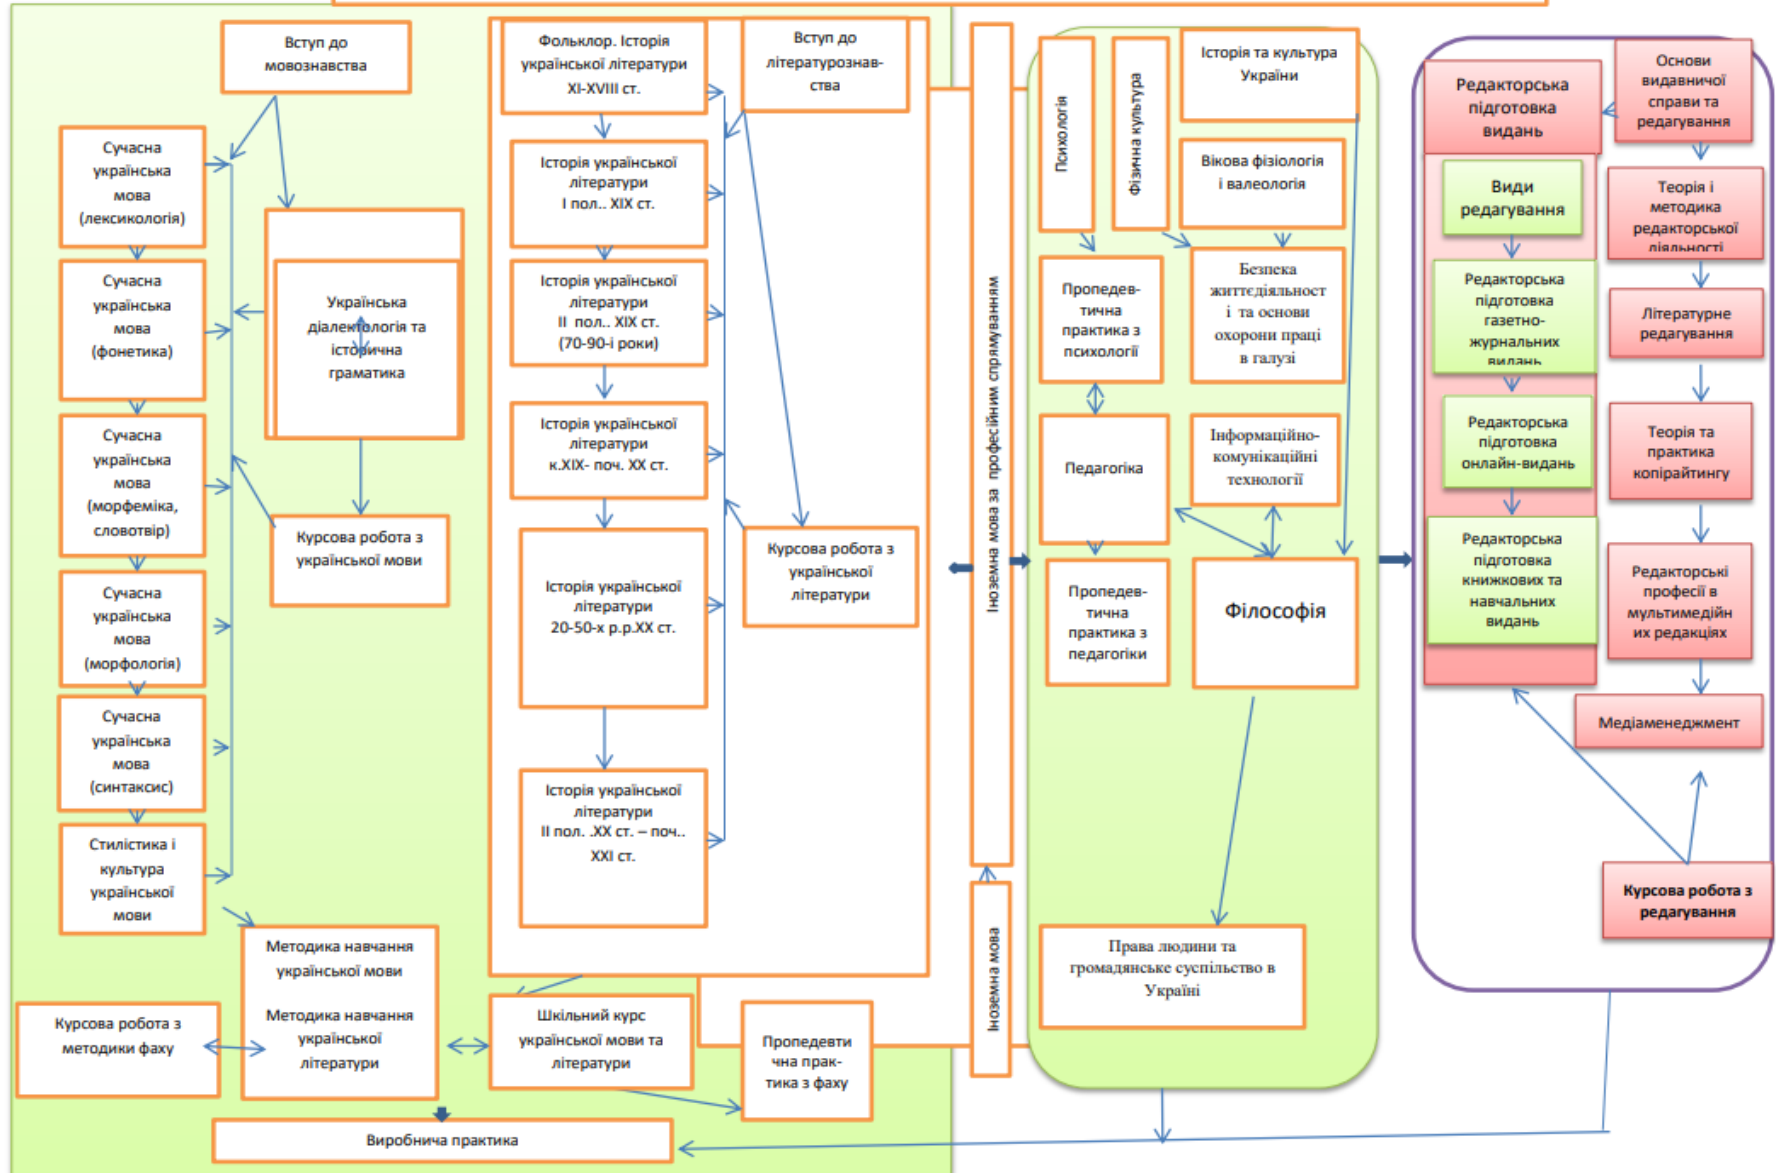 Вступ до
мовознавства
Сучасна
українська
мова
(лексикологія)
Сучасна
українська
мова
(фонетика)
Сучасна
українська
мова
(морфеміка,
словотвір)
Сучасна
українська
мова
(морфологія)
Сучасна
українська
мова
(синтаксис)
Стилістика і
культура
української
мови
Українська
діалектологія та
історична
граматика
Курсова робота з
української мови
Методика навчання
української мови
Методика навчання
української
літератури
Курсова робота з
методики фаху
Виробнича практика
Фольклор. Історія
української літератури
XI-XVIII ст.
Історія української
літератури
I пол.. XIX ст.
Історія української
літератури
II пол.. XIX ст.
(70-90-і роки)
Історія української
літератури
к.XIX- поч. XX ст.
Історія української
літератури
20-50-х р.р.XX ст.
Історія української
літератури
II пол. .XX ст. – поч..
XXI ст.
Вступ до
літературознав-
ства
Курсова робота з
української
літератури
Шкільний курс
української мови та
літератури
Пропедевти
чна прак-
тика з фаху
Іноземна мова за професійним спрямуванням
Іноземна мова
Психологія
Фізична культура
Історія та культура
України
Вікова фізіологія
і валеологія
Пропедев-
тична
практика з
психології
Безпека
життєдіяльност
і та основи
охорони праці
в галузі
Педагогіка
Інформаційно-
комунікаційні
технології
Пропедев-
тична
практика з
педагогіки
Філософія
Права людини та
громадянське суспільство в
Україні
Редакторська
підготовка
видань
Види
редагування
Редакторська
підготовка
газетно-
журнальних
видань
Редакторська
підготовка
онлайн-видань
Редакторська
підготовка
книжкових та
навчальних
видань
Основи
видавничої
справи та
редагування
Теорія і
методика
редакторської
діяльності
Літературне
редагування
Теорія та
практика
копірайтингу
Редакторські
професії в
мультимедійн
их редакціях
Медіаменеджмент
Курсова робота з
редагування